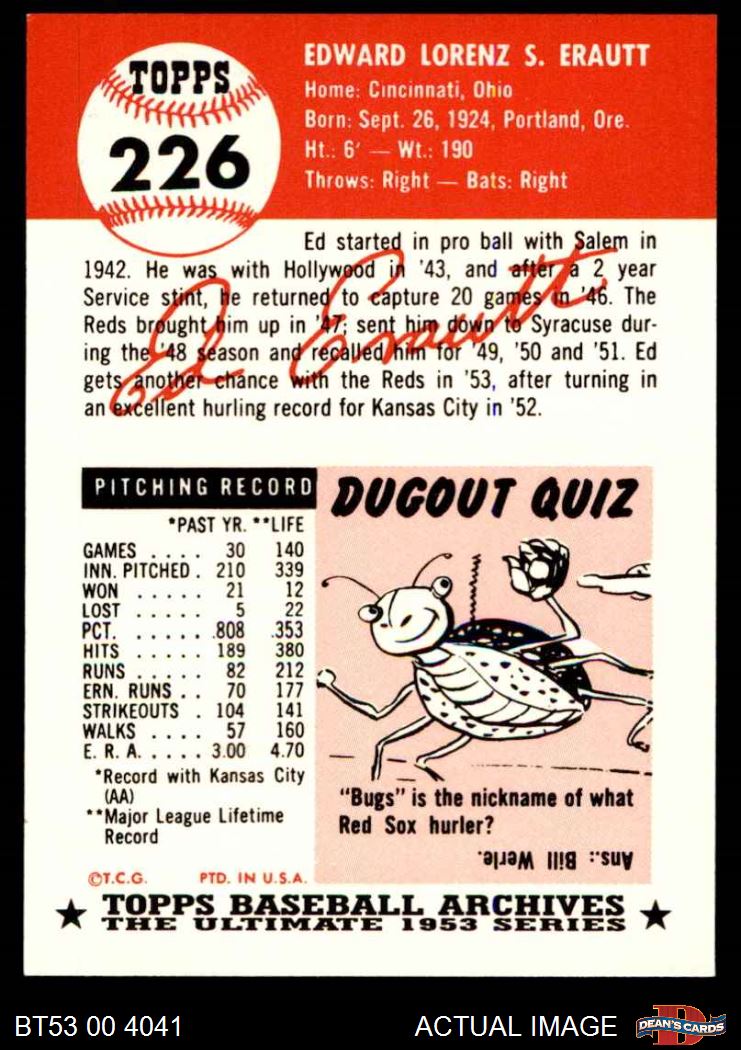 TOPPS
226
EDWARD LORENZ S. ERAUTT
Home: Cincinnati, Ohio
Born: Sept. 26, 1924, Portland, Ore.
Ht.: 6′ — Wt.: 190
Throws: Right — Bats: Right
Ed started in pro ball with Salem in
1942. He was with Hollywood in '43, and after a 2 year
Service stint, he returned to capture 20 games in '46. The
Reds brought him up in '47; sent him down to Syracuse dur-
ing the '48 season and recalled him for '49, '50 and '51. Ed
gets another chance with the Reds in '53, after turning in
an excellent hurling record for Kansas City in '52.
Ed Erautt
PITCHING RECORD
*PAST YR. **LIFE
GAMES . . . . 30 140
INN. PITCHED . 210 339
WON . . . . . 21 12
LOST . . . . . 5 22
PCT. . . . . . .808 .353
HITS . . . . . 189 380
RUNS . . . . . 82 212
ERN. RUNS . . 70 177
STRIKEOUTS . 104 141
WALKS . . . . 57 160
E. R. A. . . . . 3.00 4.70
*Record with Kansas City
(AA)
**Major League Lifetime
Record
DUGOUT QUIZ
"Bugs" is the nickname of what
Red Sox hurler?
Ans.: Bill Werle.
©T.C.G. PTD. IN U.S.A.
★ TOPPS BASEBALL ARCHIVES ★
THE ULTIMATE 1953 SERIES
BT53 00 4041 ACTUAL IMAGE DEAN'S CARDS